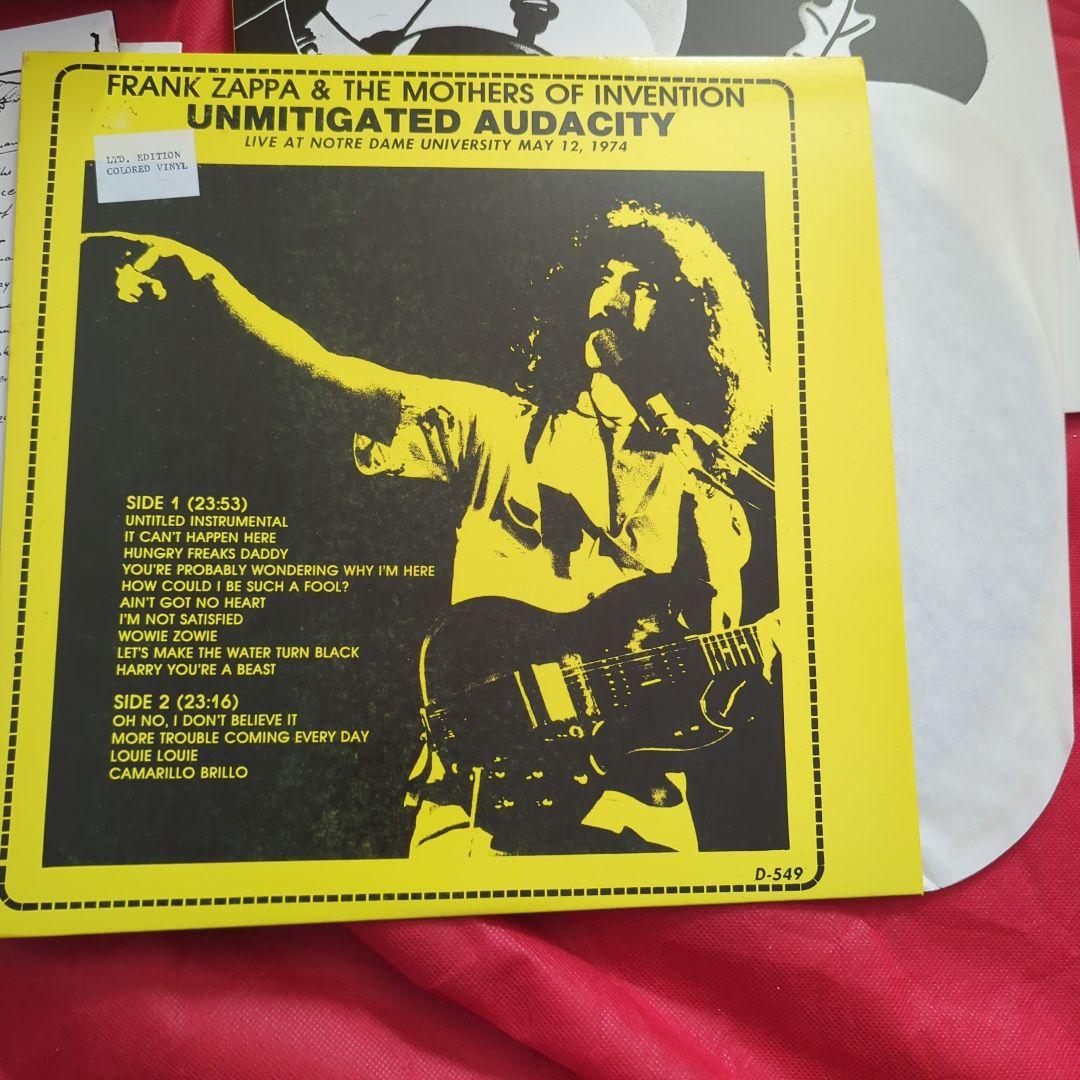 FRANK ZAPPA & THE MOTHERS OF INVENTION
UNMITIGATED AUDACITY
LIVE AT NOTRE DAME UNIVERSITY MAY 12, 1974
LTD. EDITION
COLORED VINYL
SIDE 1 (23:53)
UNTITLED INSTRUMENTAL
IT CAN'T HAPPEN HERE
HUNGRY FREAKS DADDY
YOU'RE PROBABLY WONDERING WHY I'M HERE
HOW COULD I BE SUCH A FOOL?
AIN'T GOT NO HEART
I'M NOT SATISFIED
WOWIE ZOWIE
LET'S MAKE THE WATER TURN BLACK
HARRY YOU'RE A BEAST
SIDE 2 (23:16)
OH NO, I DON'T BELIEVE IT
MORE TROUBLE COMING EVERY DAY
LOUIE LOUIE
CAMARILLO BRILLO
D-549